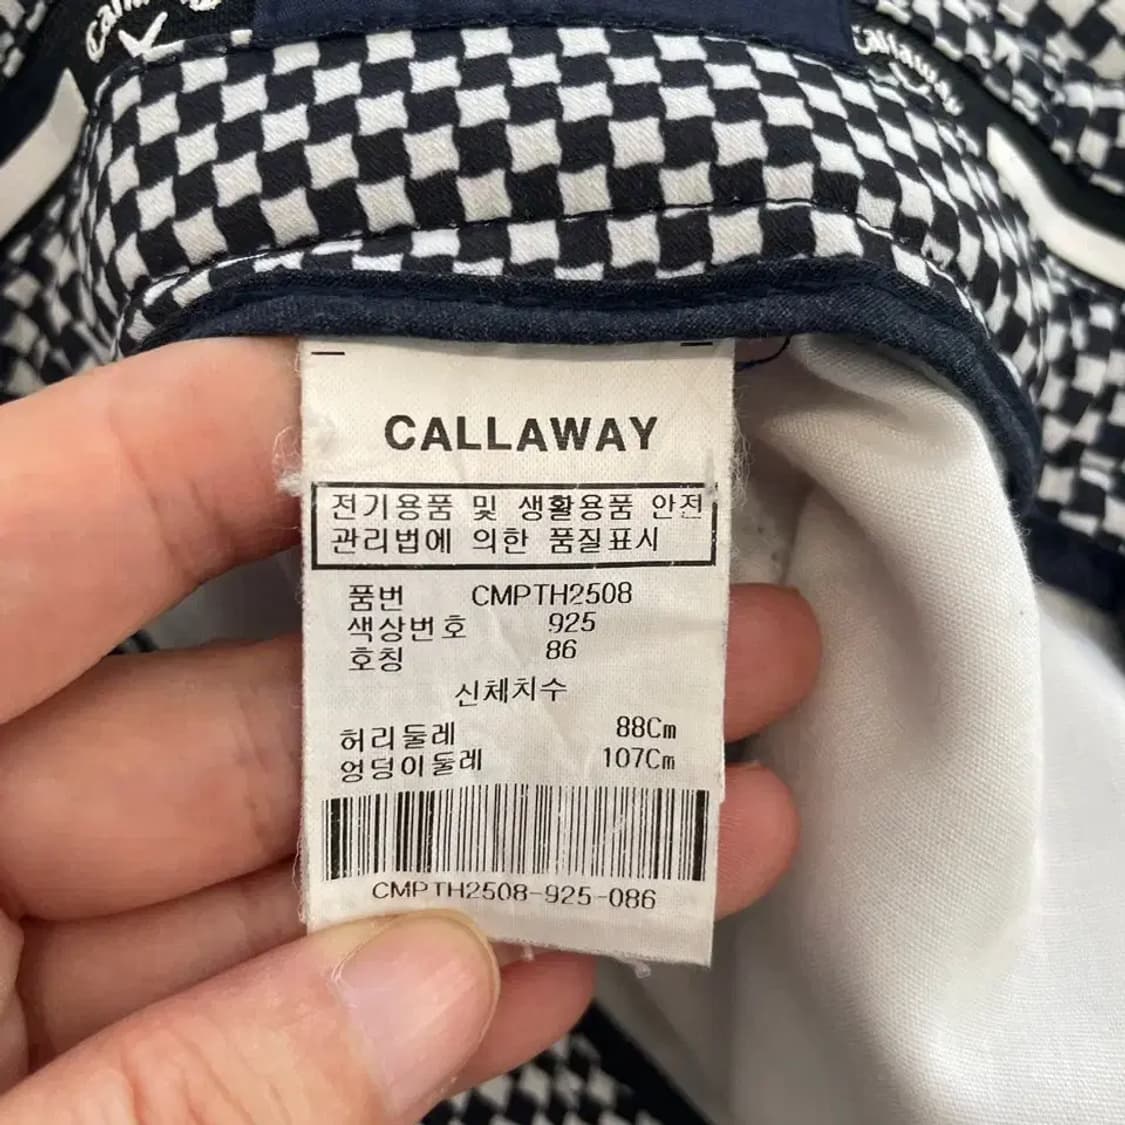 Callaway
Callaway
CALLAWAY
전기용품 및 생활용품 안전
관리법에 의한 품질표시
품번 CMPTH2508
색상번호 925
호칭 86
신체치수
허리둘레 88Cm
엉덩이둘레 107Cm
CMPTH2508-925-086